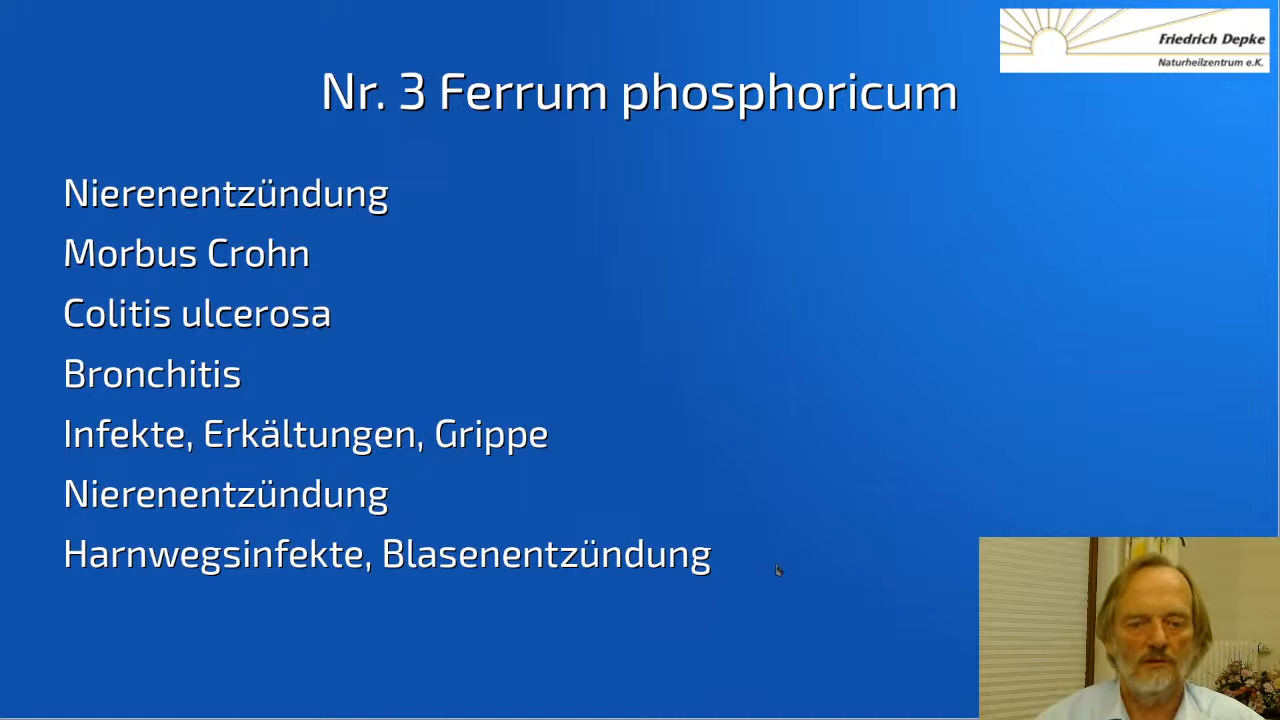 Friedrich Depke
Naturheilzentrum e.K.
Nr. 3 Ferrum phosphoricum
Nierenentzündung
Morbus Crohn
Colitis ulcerosa
Bronchitis
Infekte, Erkältungen, Grippe
Nierenentzündung
Harnwegsinfekte, Blasenentzündung